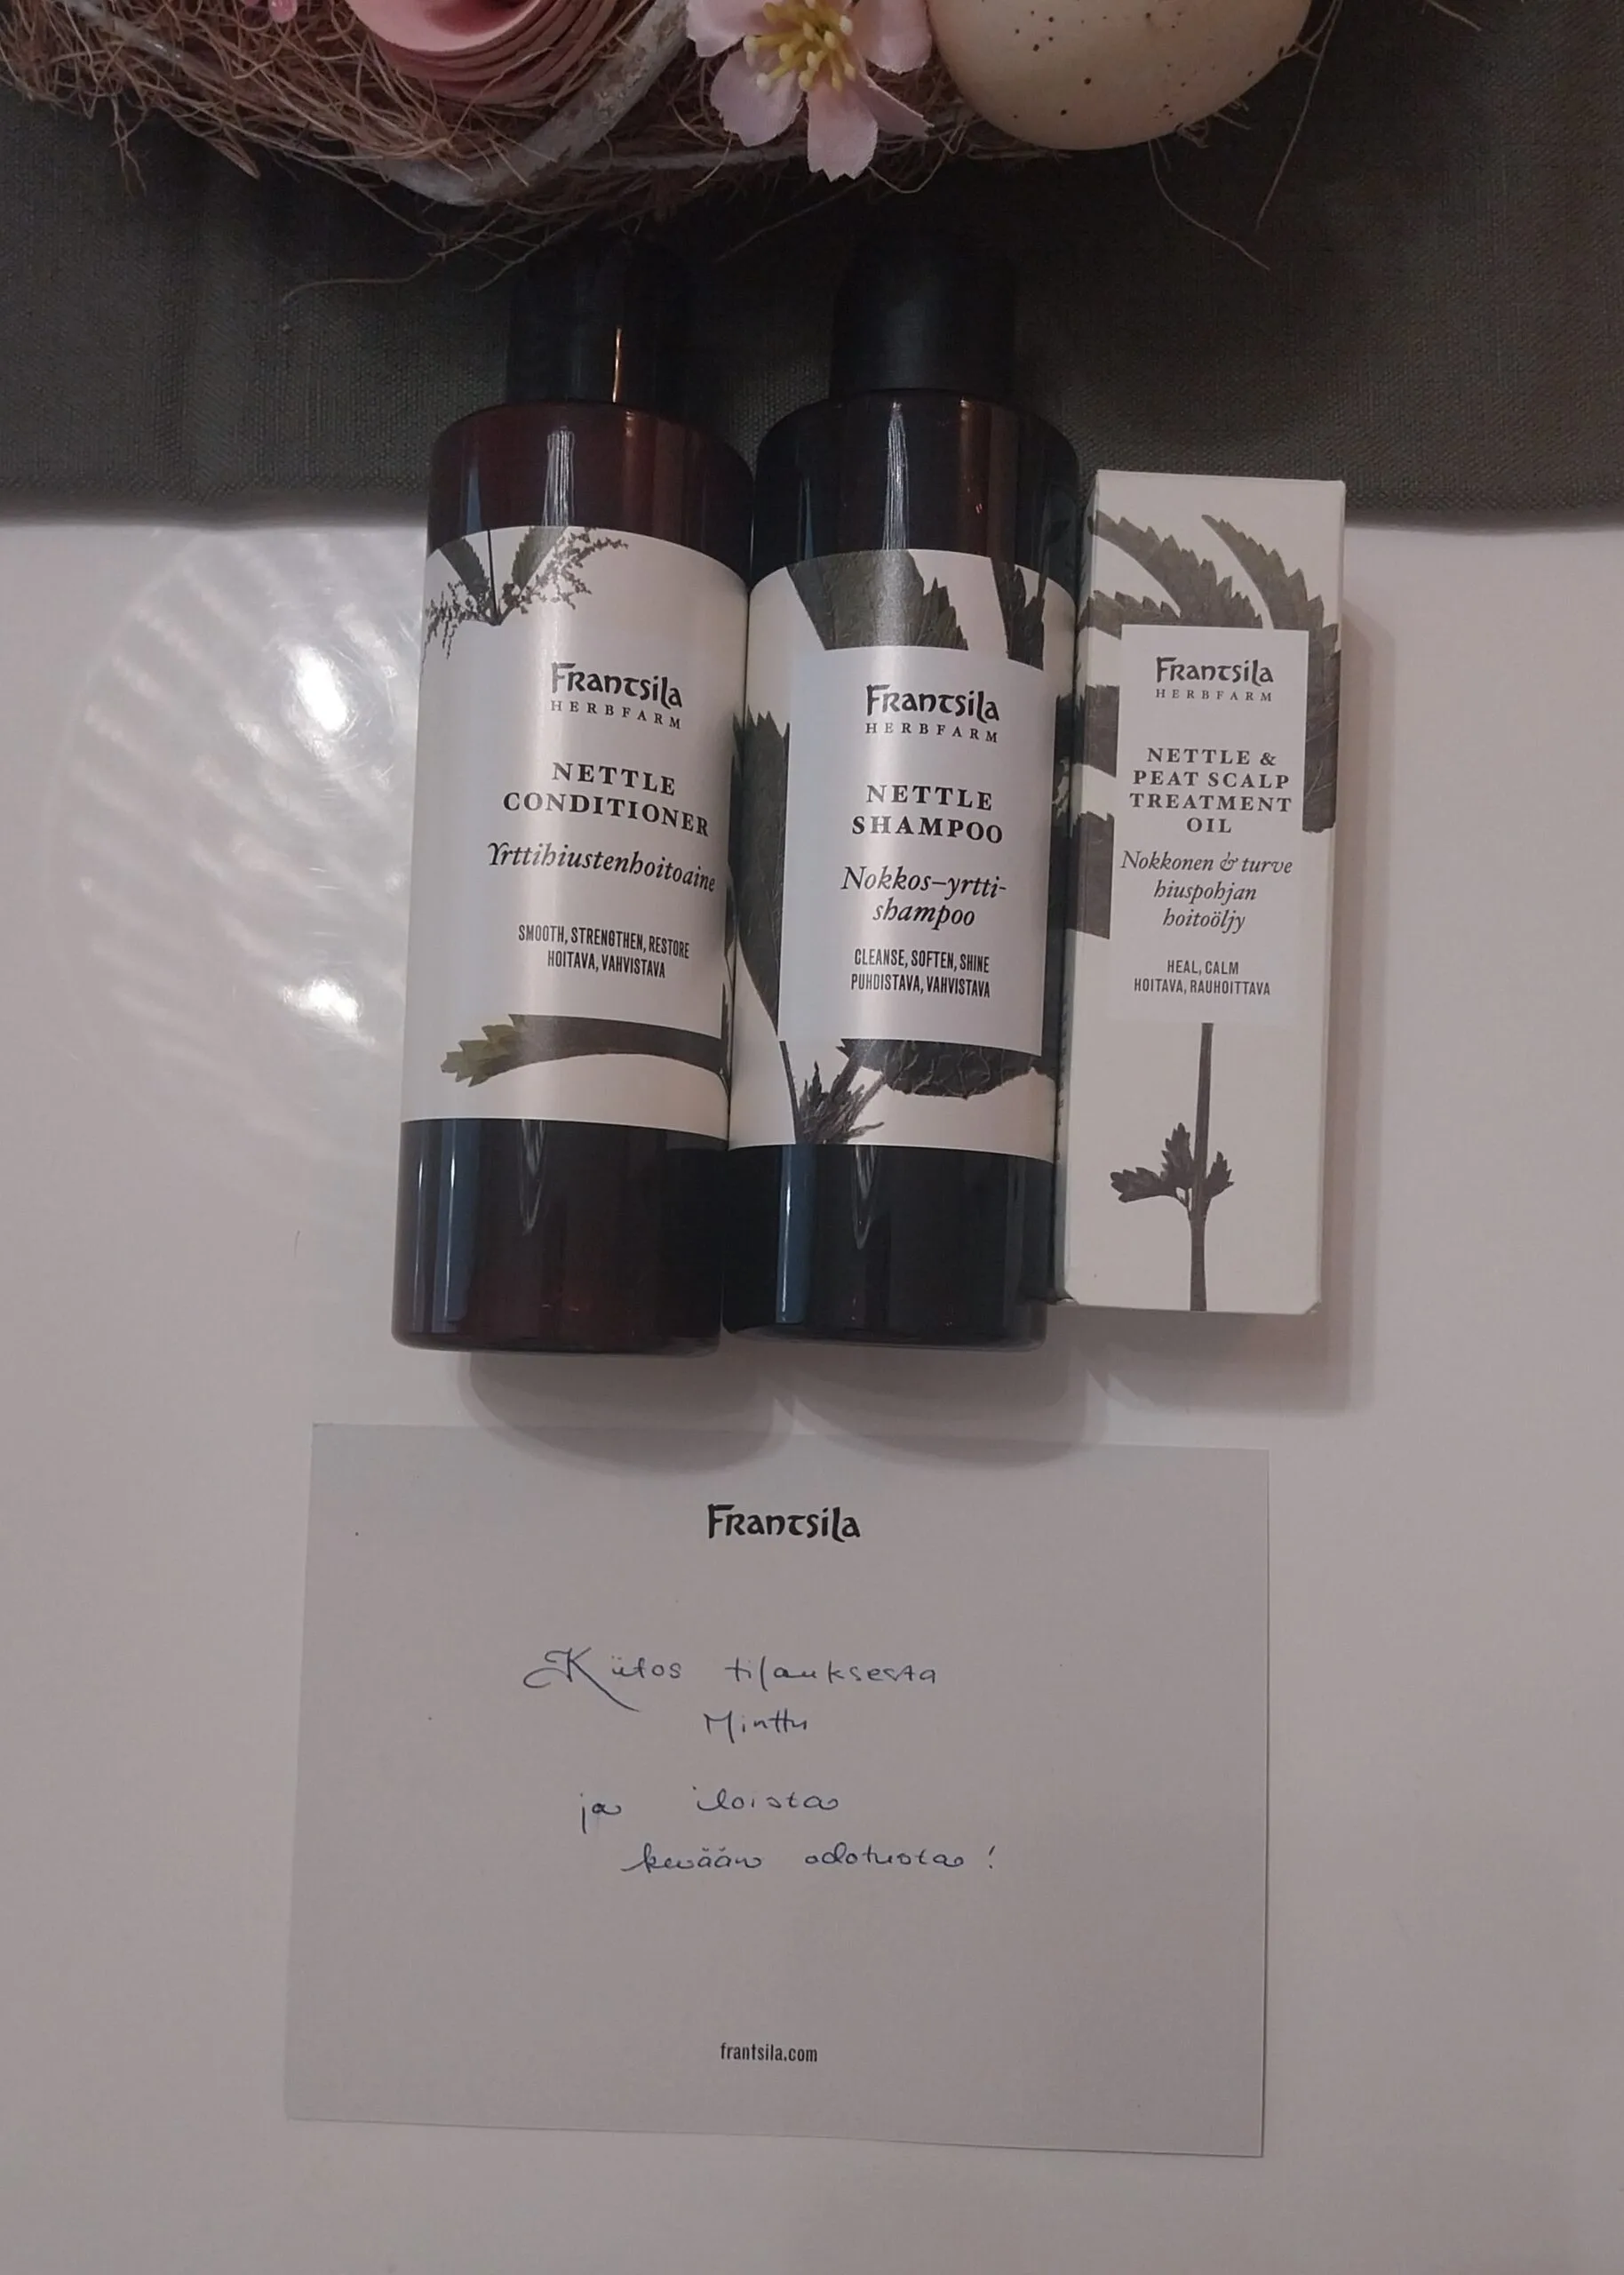 Frantsila
HERBFARM
NETTLE
CONDITIONER
Yrttihiustenhoitoaine
SMOOTH, STRENGTHEN, RESTORE
HOITAVA, VAHVISTAVA
Frantsila
HERBFARM
NETTLE
SHAMPOO
Nokkos–yrtti-
shampoo
CLEANSE, SOFTEN, SHINE
PUHDISTAVA, VAHVISTAVA
Frantsila
HERBFARM
NETTLE &
PEAT SCALP
TREATMENT
OIL
Nokkonen & turve
hiuspohjan
hoitoöljy
HEAL, CALM
HOITAVA, RAUHOITTAVA
Frantsila
Kiitos tilauksesta
Minttu
ja iloista
kevään odotusta!
frantsila.com